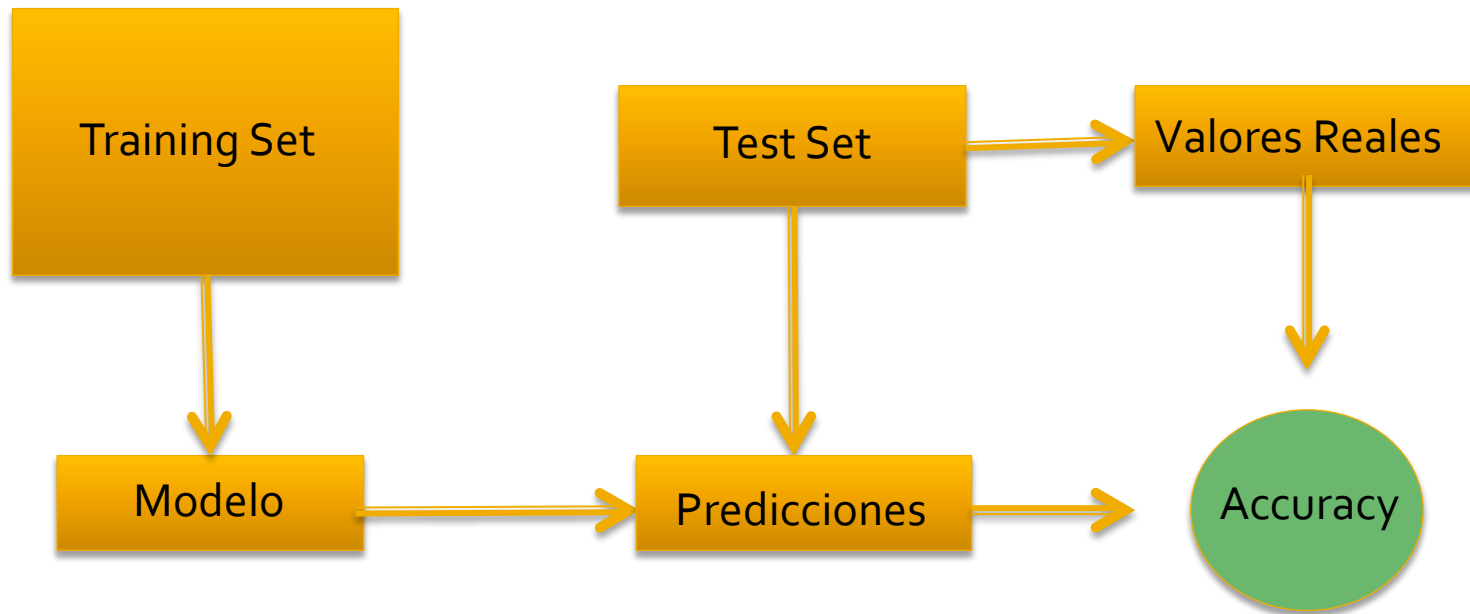 Training Set
Test Set
Valores Reales
Modelo
Predicciones
Accuracy